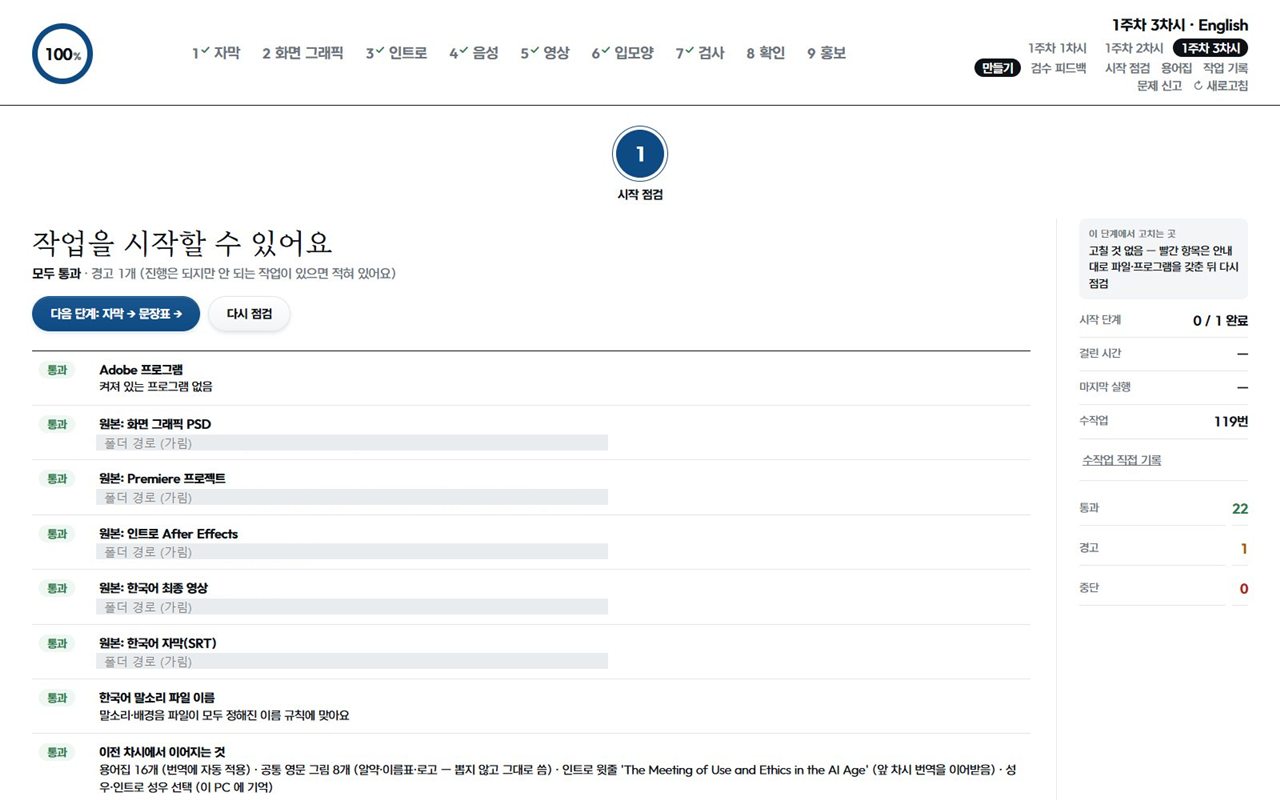 100%
1✓ 자막 2 화면 그래픽 3✓ 인트로 4✓ 음성 5✓ 영상 6✓ 입모양 7✓ 검사 8 확인 9 홍보
1주차 3차시 · English
1주차 1차시 1주차 2차시 1주차 3차시
만들기 검수 피드백 시작 점검 용어집 작업 기록
문제 신고 ↻ 새로고침
1
시작 점검
작업을 시작할 수 있어요
모두 통과 · 경고 1개 (진행은 되지만 안 되는 작업이 있으면 적혀 있어요)
다음 단계: 자막 → 문장표 → 다시 점검
통과 Adobe 프로그램
켜져 있는 프로그램 없음
통과 원본: 화면 그래픽 PSD
폴더 경로 (가림)
통과 원본: Premiere 프로젝트
폴더 경로 (가림)
통과 원본: 인트로 After Effects
폴더 경로 (가림)
통과 원본: 한국어 최종 영상
폴더 경로 (가림)
통과 원본: 한국어 자막(SRT)
폴더 경로 (가림)
통과 한국어 말소리 파일 이름
말소리·배경음 파일이 모두 정해진 이름 규칙에 맞아요
통과 이전 차시에서 이어지는 것
용어집 16개 (번역에 자동 적용) · 공통 영문 그림 8개 (알약·이름표·로고 — 뽑지 않고 그대로 씀) · 인트로 윗줄 'The Meeting of Use and Ethics in the AI Age' (앞 차시 번역을 이어받음) · 성
우·인트로 성우 선택 (이 PC 에 기억)
이 단계에서 고치는 곳
고칠 것 없음 — 빨간 항목은 안내
대로 파일·프로그램을 갖춘 뒤 다시
점검
시작 단계 0 / 1 완료
걸린 시간 —
마지막 실행 —
수작업 119번
수작업 직접 기록
통과 22
경고 1
중단 0